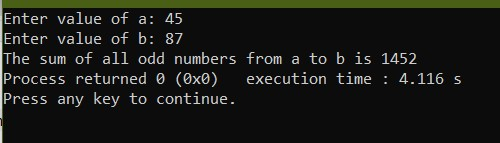 Enter value of a: 45
Enter value of b: 87
The sum of all odd numbers from a to b is 1452
Process returned 0 (0x0)   execution time : 4.116 s
Press any key to continue.